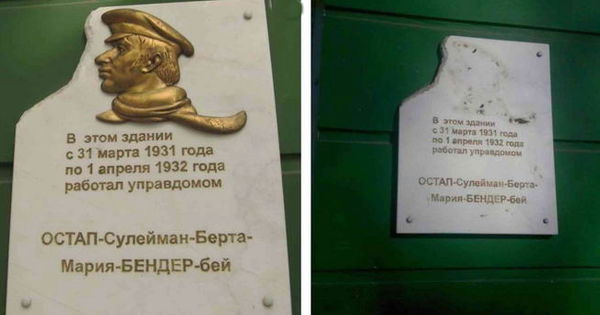 В этом здании
с 31 марта 1931 года
по 1 апреля 1932 года
работал управдомом
ОСТАП-Сулейман-Берта-
Мария-БЕНДЕР-бей
В этом здании
с 31 марта 1931 года
по 1 апреля 1932 года
работал управдомом
ОСТАП-Сулейман-Берта-
Мария-БЕНДЕР-бей